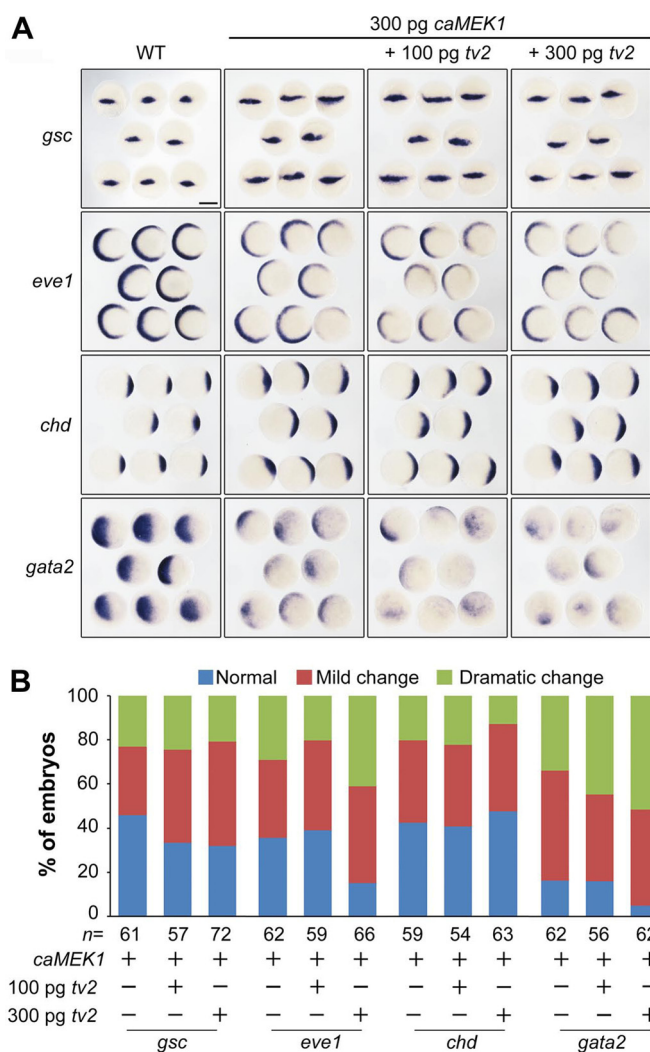 A
300 pg caMEK1
WT
+ 100 pg tv2
+ 300 pg tv2
gsc
eve1
chd
gata2
B
Normal
Mild change
Dramatic change
% of embryos
100
80
60
40
20
0
n= 61 57 72 62 59 66 59 54 63 62 56 62
caMEK1 + + + + + + + + + + + +
100 pg tv2 − + − − + − − + − − + −
300 pg tv2 − − + − − + − − + − − +
gsc eve1 chd gata2